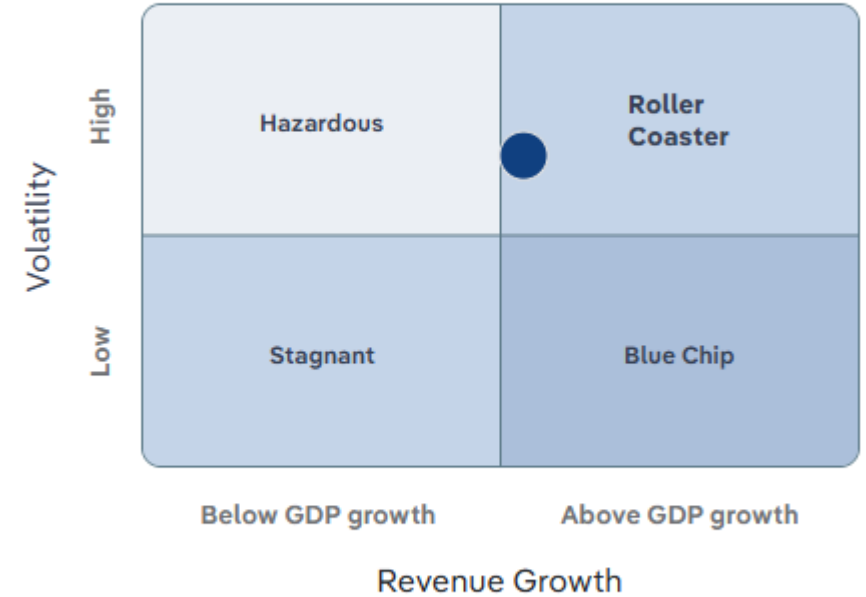 High
Hazardous
Roller
Coaster
Volatility
Low
Stagnant
Blue Chip
Below GDP growth
Above GDP growth
Revenue Growth